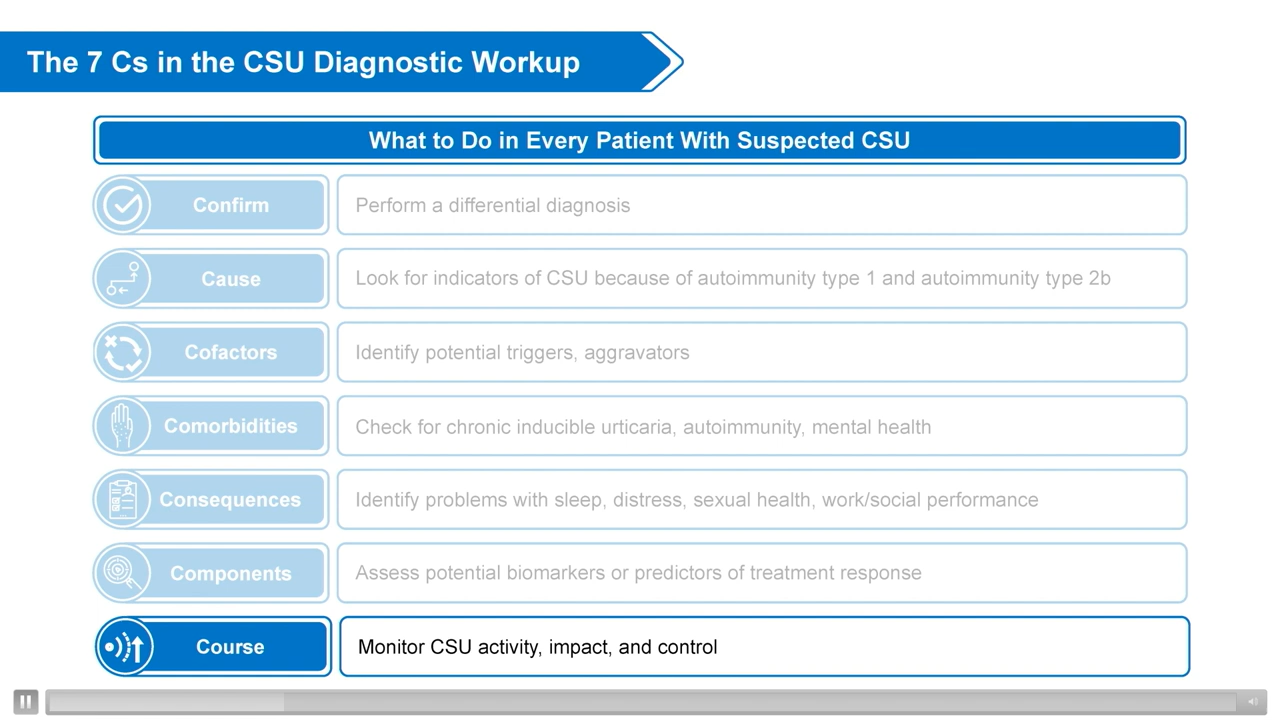 The 7 Cs in the CSU Diagnostic Workup
What to Do in Every Patient With Suspected CSU
Confirm
Perform a differential diagnosis
Cause
Look for indicators of CSU because of autoimmunity type 1 and autoimmunity type 2b
Cofactors
Identify potential triggers, aggravators
Comorbidities
Check for chronic inducible urticaria, autoimmunity, mental health
Consequences
Identify problems with sleep, distress, sexual health, work/social performance
Components
Assess potential biomarkers or predictors of treatment response
Course
Monitor CSU activity, impact, and control